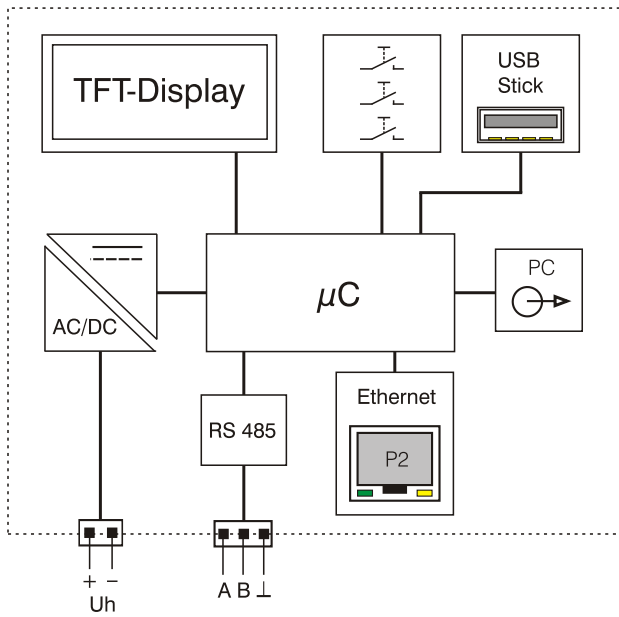 TFT-Display
USB
Stick
µC
PC
AC/DC
RS 485
Ethernet
P2
+ −
Uh
A B ⊥